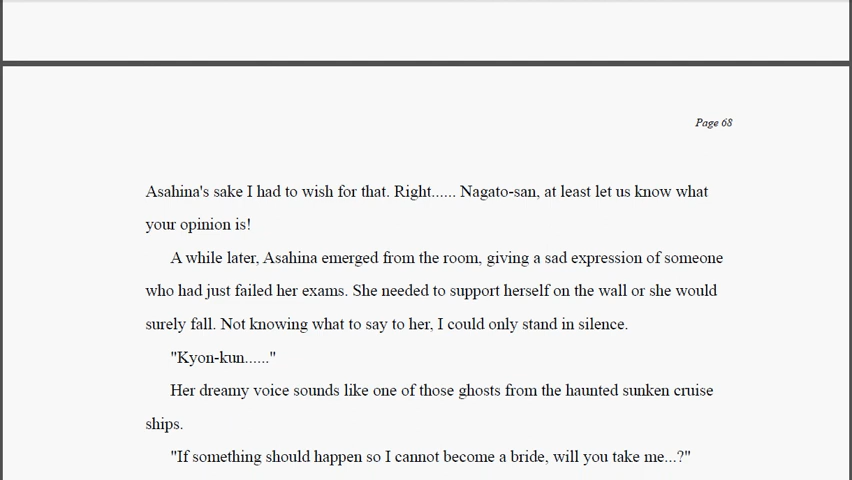 Page 68
Asahina's sake I had to wish for that. Right...... Nagato-san, at least let us know what
your opinion is!
A while later, Asahina emerged from the room, giving a sad expression of someone
who had just failed her exams. She needed to support herself on the wall or she would
surely fall. Not knowing what to say to her, I could only stand in silence.
"Kyon-kun......"
Her dreamy voice sounds like one of those ghosts from the haunted sunken cruise
ships.
"If something should happen so I cannot become a bride, will you take me...?"